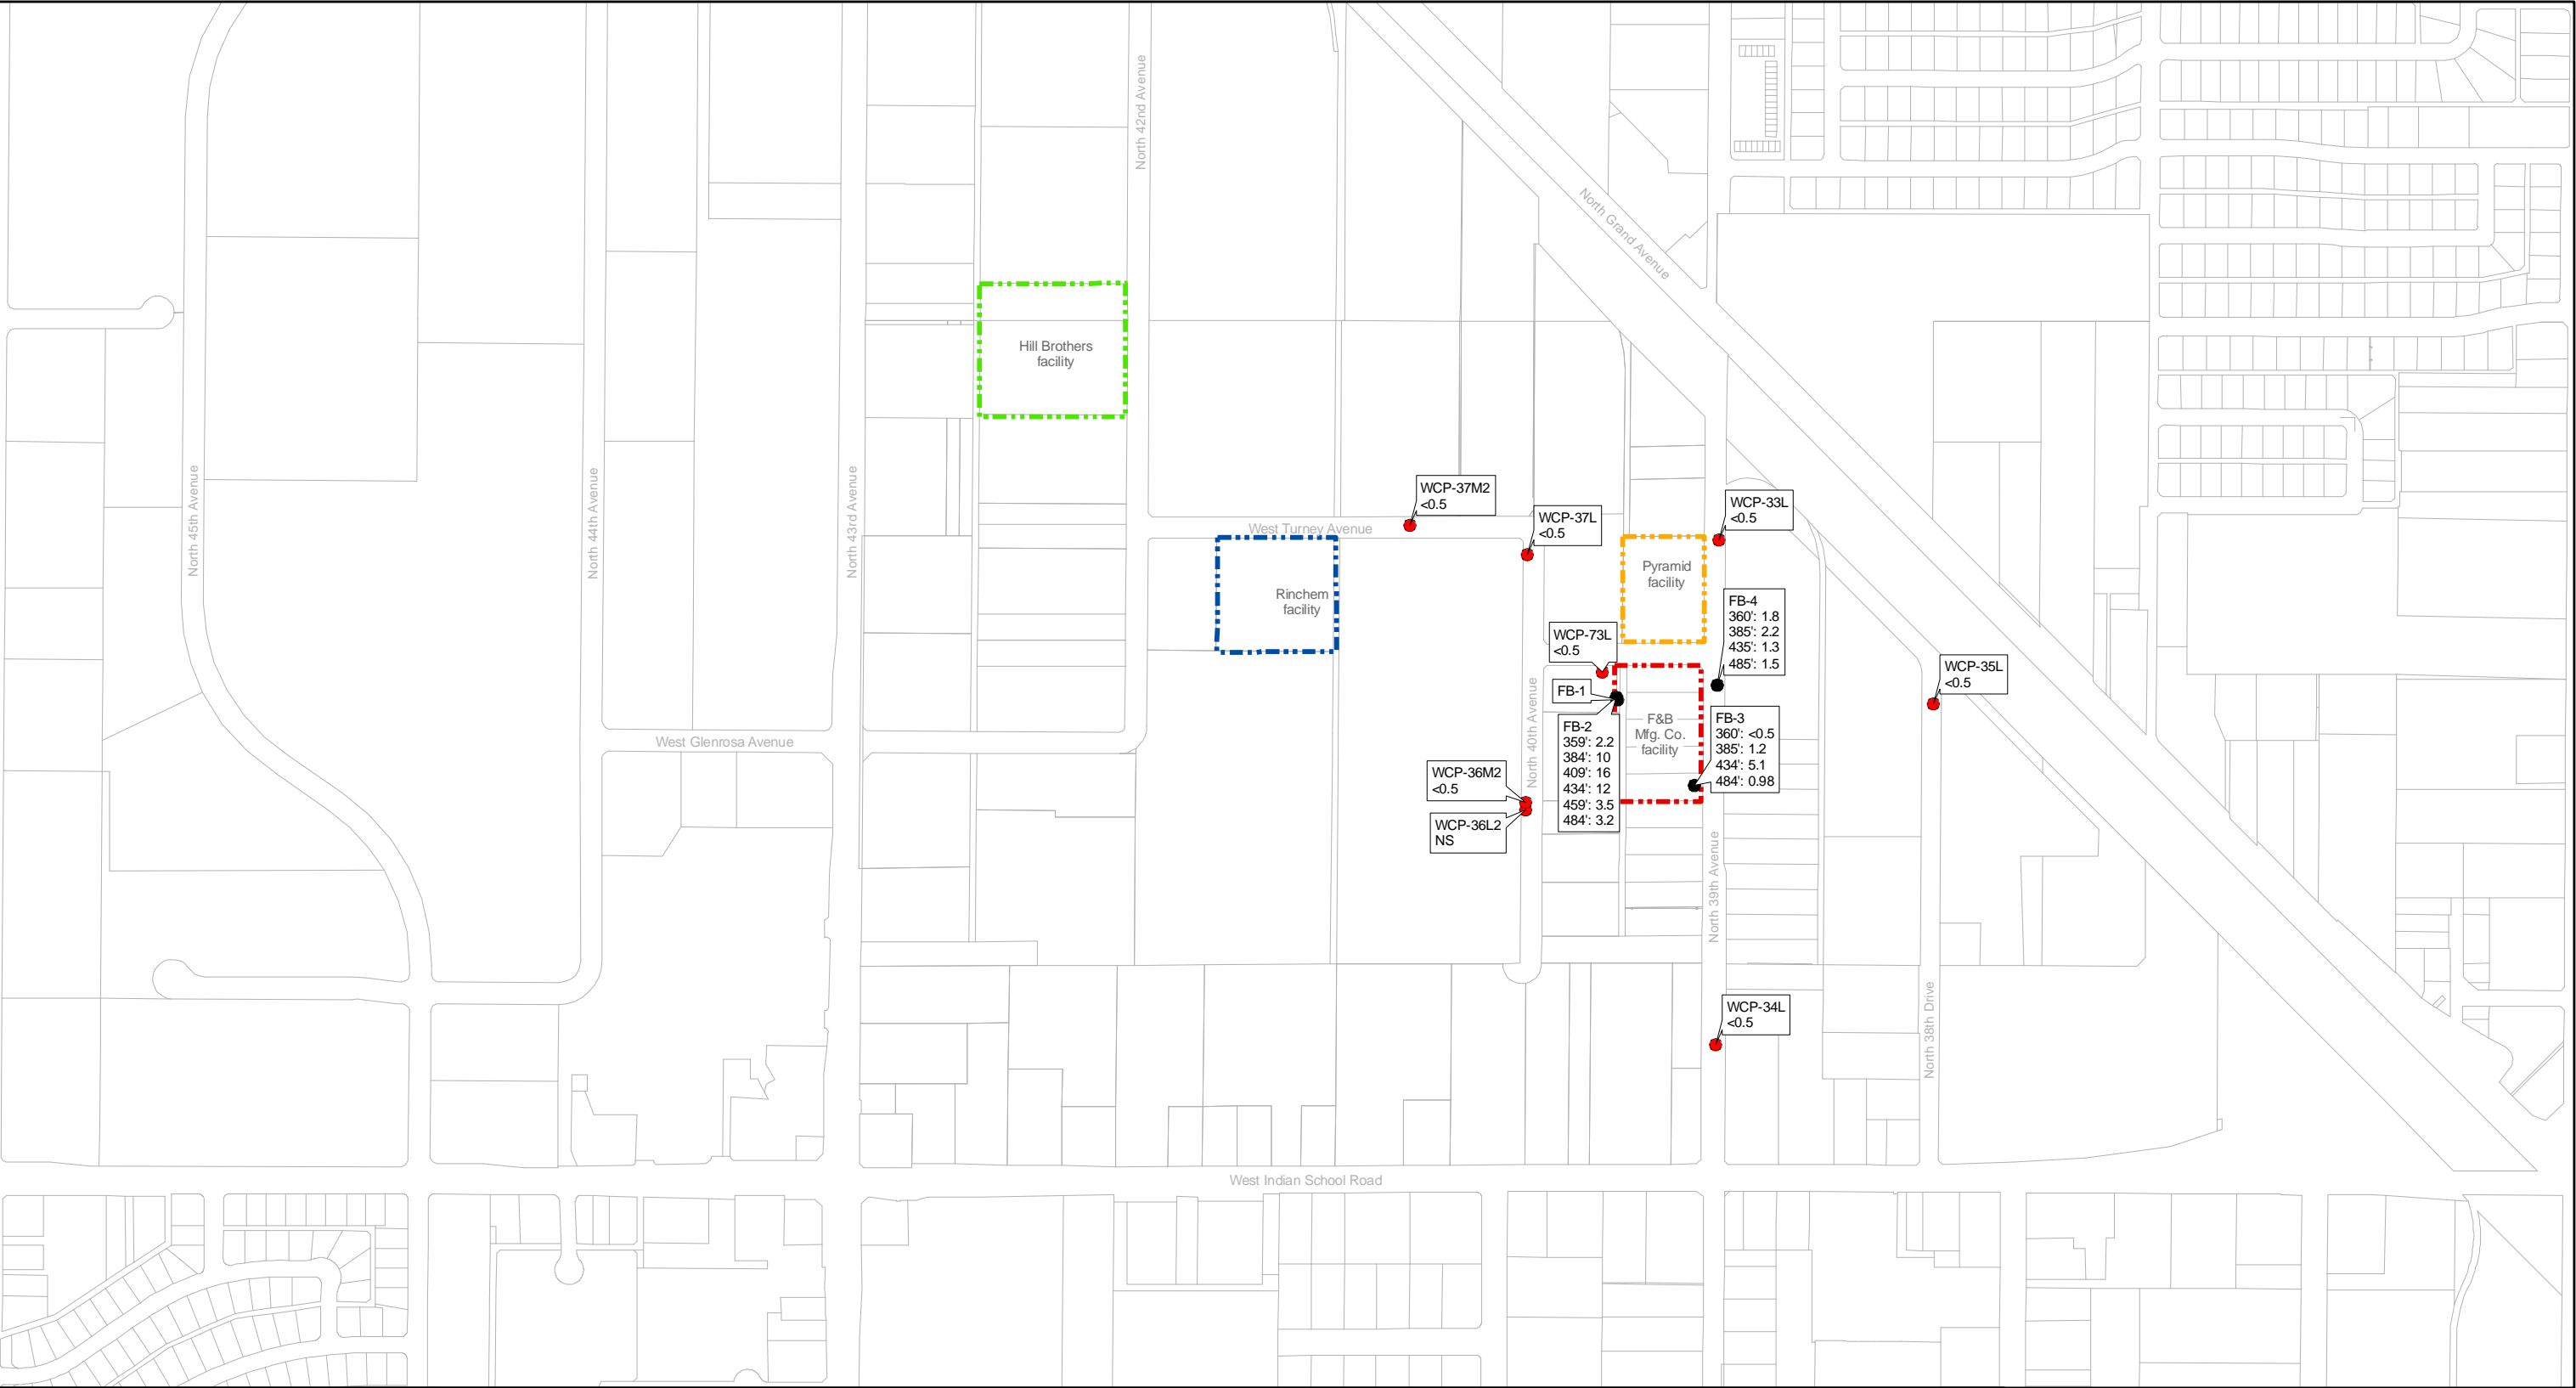 North 42nd Avenue
North Grand Avenue
Hill Brothers
facility
North 45th Avenue
North 44th Avenue
North 43rd Avenue
WCP-37M2
<0.5
WCP-37L
<0.5
WCP-33L
<0.5
West Turney Avenue
Rinchem
facility
Pyramid
facility
FB-4
360': 1.8
385': 2.2
435': 1.3
485': 1.5
WCP-73L
<0.5
WCP-35L
<0.5
FB-1
North 40th Avenue
FB-2
359': 2.2
384': 10
409': 16
434': 12
459': 3.5
484': 3.2
F&B
Mfg. Co.
facility
FB-3
360': <0.5
385': 1.2
434': 5.1
484': 0.98
West Glenrosa Avenue
WCP-36M2
<0.5
WCP-36L2
NS
North 39th Avenue
WCP-34L
<0.5
North 38th Drive
West Indian School Road